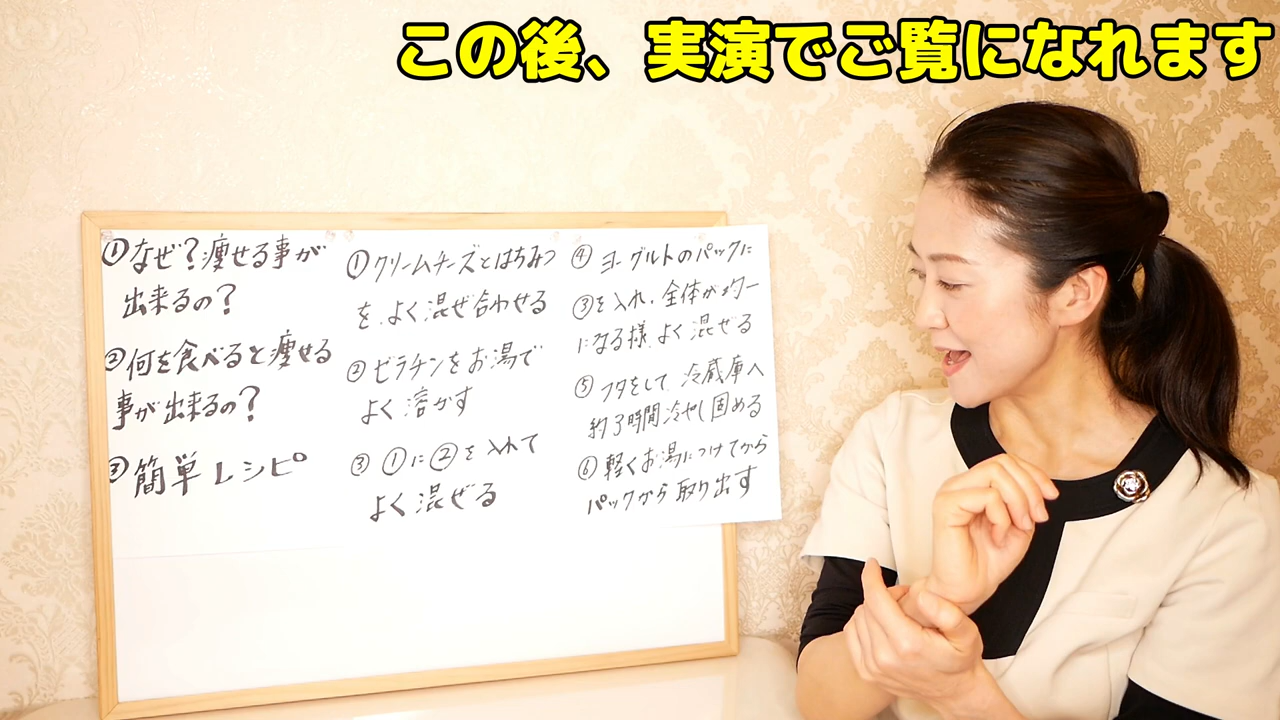 この後、実演でご覧になれます
①なぜ?痩せる事が
出来るの?
②何を食べると痩せる
事が出来るの?
③簡単レシピ
①クリームチーズとはちみつ
を、よく混ぜ合わせる
②ゼラチンをお湯で
よく溶かす
③①に②を入れて
よく混ぜる
④ヨーグルトのパックに
③を入れ、全体が均一
になる様、よく混ぜる
⑤フタをして、冷蔵庫へ
約3時間冷やし固める
⑥軽くお湯につけてから
パックから取り出す